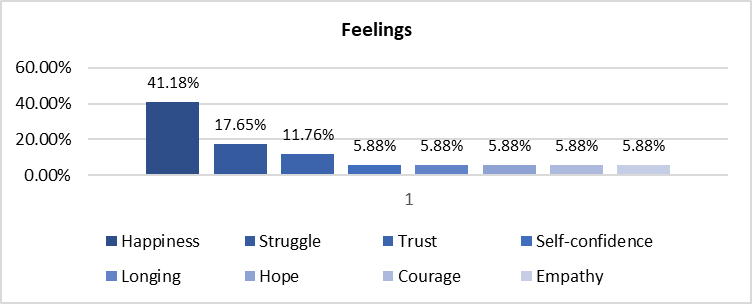 Feelings
60.00%
40.00%
20.00%
0.00%
41.18%
17.65%
11.76%
5.88%
5.88%
5.88%
5.88%
5.88%
1
Happiness
Struggle
Trust
Self-confidence
Longing
Hope
Courage
Empathy